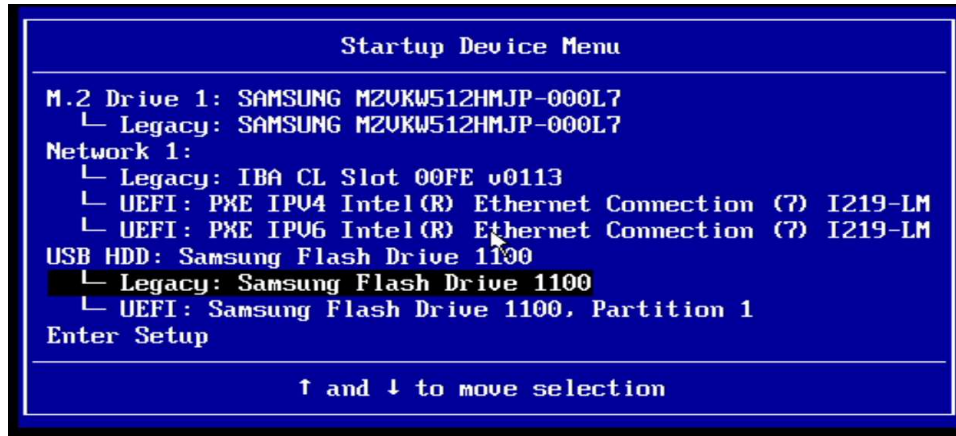 Startup Device Menu
M.2 Drive 1: SAMSUNG MZVKW512HMJP-000L7
└─ Legacy: SAMSUNG MZVKW512HMJP-000L7
Network 1:
└─ Legacy: IBA CL Slot 00FE v0113
└─ UEFI: PXE IPV4 Intel(R) Ethernet Connection (7) I219-LM
└─ UEFI: PXE IPV6 Intel(R) Ethernet Connection (7) I219-LM
USB HDD: Samsung Flash Drive 1100
└─ Legacy: Samsung Flash Drive 1100
└─ UEFI: Samsung Flash Drive 1100, Partition 1
Enter Setup
↑ and ↓ to move selection